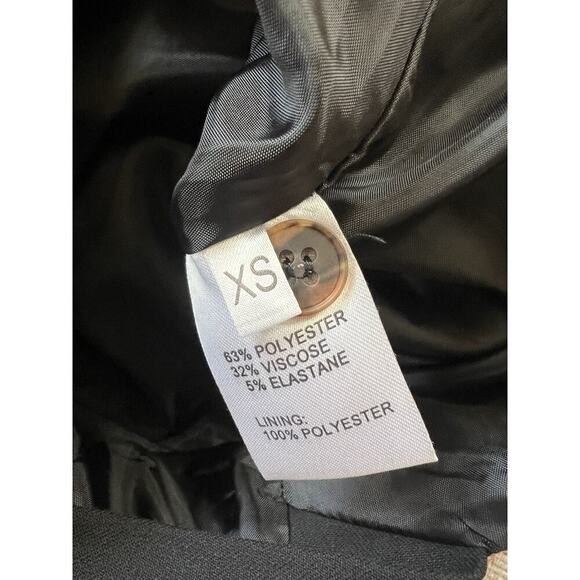 XS
63% POLYESTER
32% VISCOSE
5% ELASTANE
LINING:
100% POLYESTER